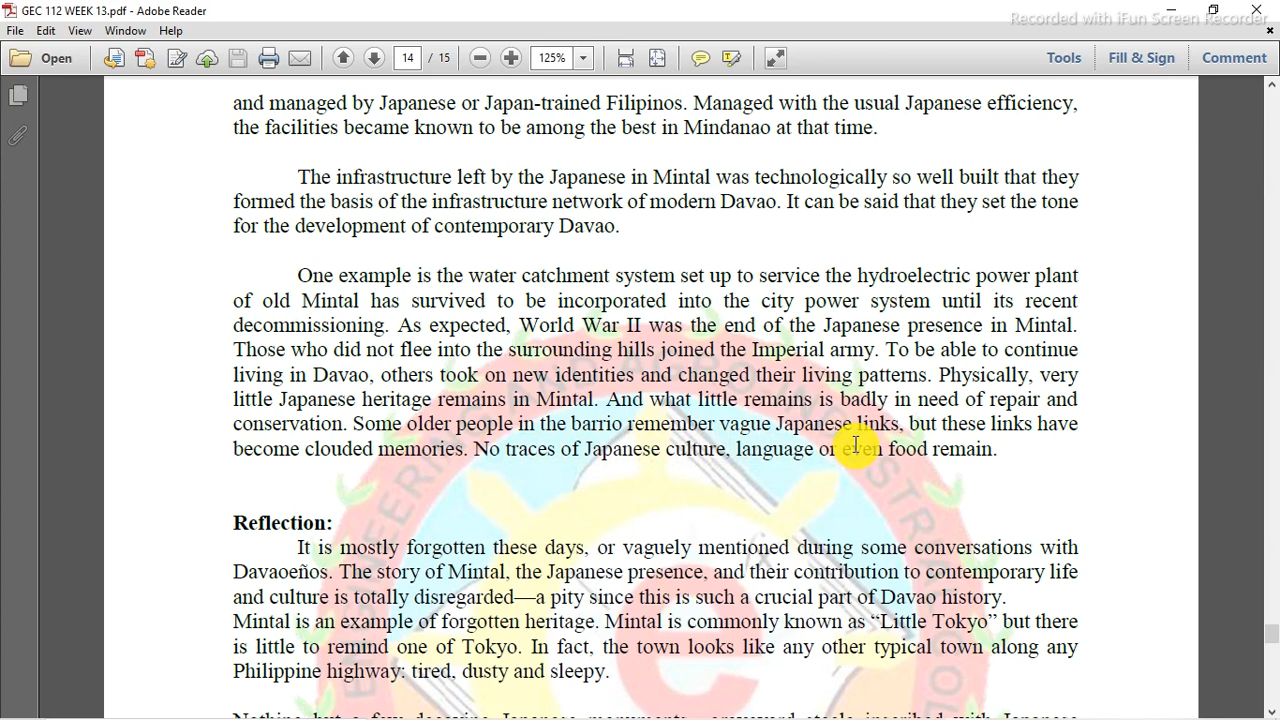 GEC 112 WEEK 13.pdf - Adobe Reader
Recorded with iFun Screen Recorder
File Edit View Window Help
Open 14 / 15 125% Tools Fill & Sign Comment
and managed by Japanese or Japan-trained Filipinos. Managed with the usual Japanese efficiency,
the facilities became known to be among the best in Mindanao at that time.
The infrastructure left by the Japanese in Mintal was technologically so well built that they
formed the basis of the infrastructure network of modern Davao. It can be said that they set the tone
for the development of contemporary Davao.
One example is the water catchment system set up to service the hydroelectric power plant
of old Mintal has survived to be incorporated into the city power system until its recent
decommissioning. As expected, World War II was the end of the Japanese presence in Mintal.
Those who did not flee into the surrounding hills joined the Imperial army. To be able to continue
living in Davao, others took on new identities and changed their living patterns. Physically, very
little Japanese heritage remains in Mintal. And what little remains is badly in need of repair and
conservation. Some older people in the barrio remember vague Japanese links, but these links have
become clouded memories. No traces of Japanese culture, language or even food remain.
Reflection:
It is mostly forgotten these days, or vaguely mentioned during some conversations with
Davaoeños. The story of Mintal, the Japanese presence, and their contribution to contemporary life
and culture is totally disregarded—a pity since this is such a crucial part of Davao history.
Mintal is an example of forgotten heritage. Mintal is commonly known as “Little Tokyo” but there
is little to remind one of Tokyo. In fact, the town looks like any other typical town along any
Philippine highway: tired, dusty and sleepy.
Nothing but a few decaying Japanese monuments, graveyard steels inscribed with Japanese